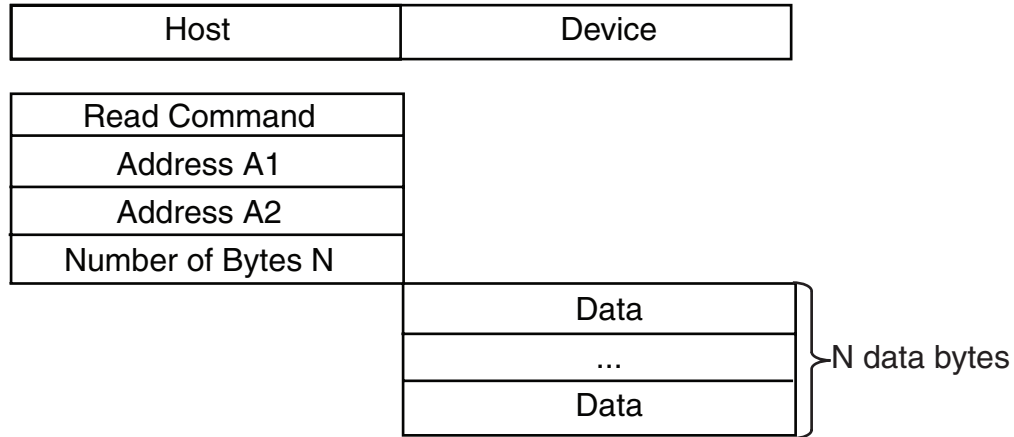 Host Device
Read Command
Address A1
Address A2
Number of Bytes N
Data
...
N data bytes
Data